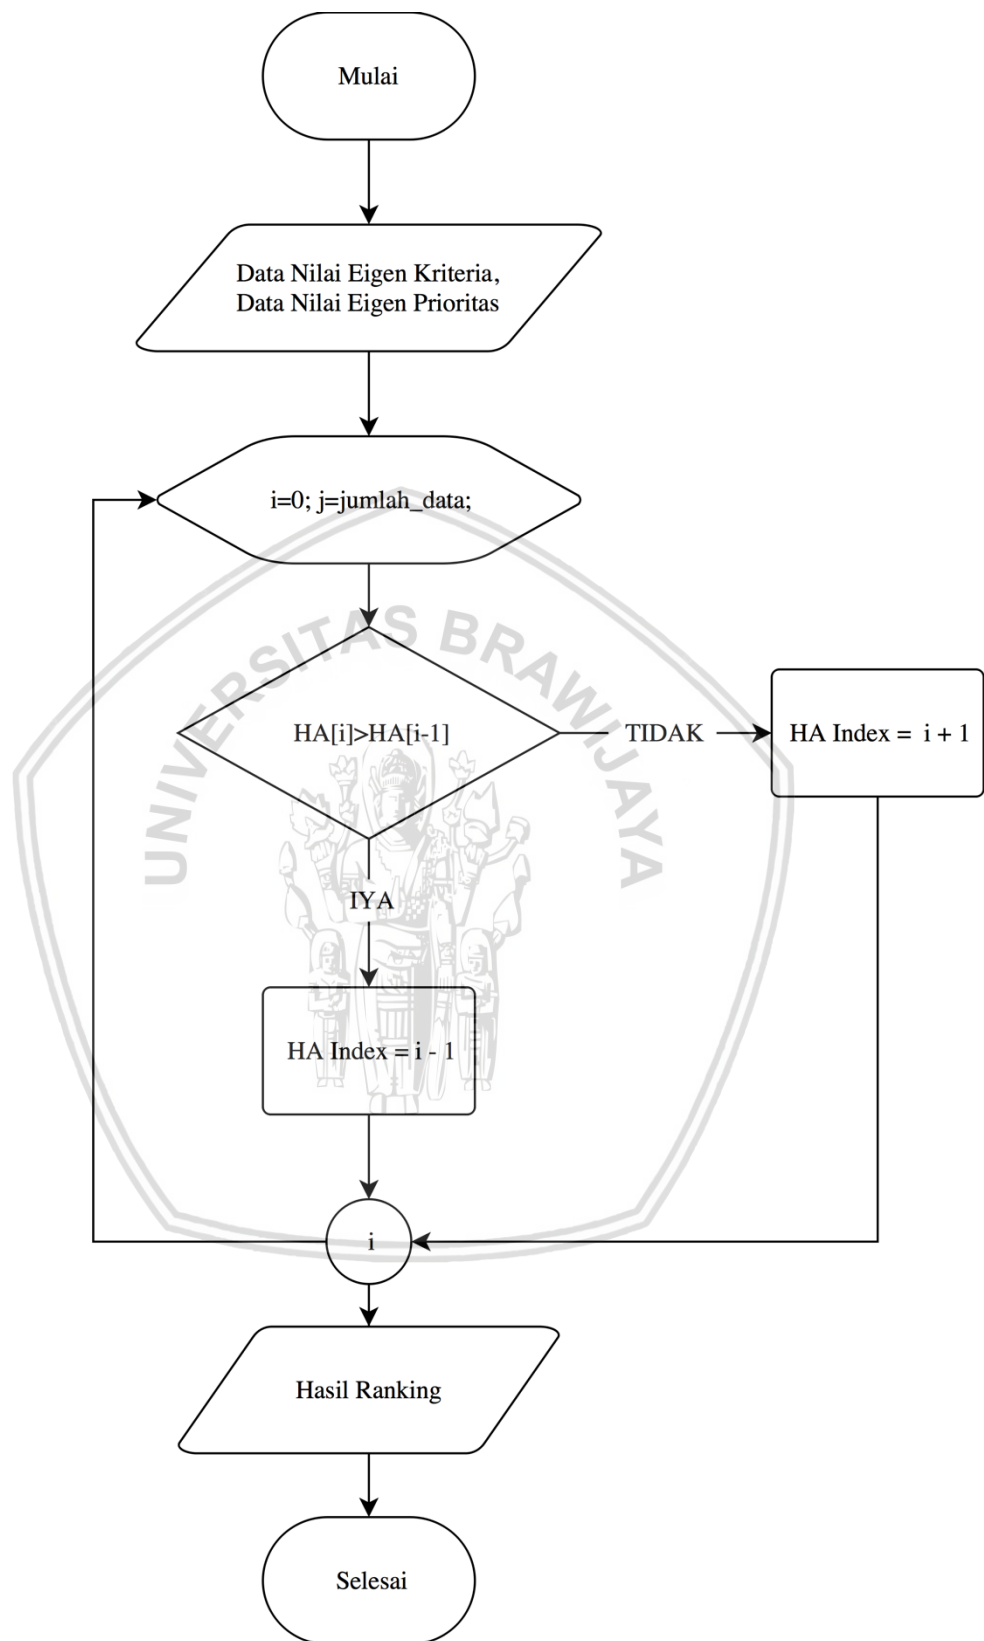 Mulai
Data Nilai Eigen Kriteria,
Data Nilai Eigen Prioritas
i=0; j=jumlah_data;
UNIVERSITAS BRAWIJAYA
HA[i]>HA[i-1]
TIDAK
HA Index = i + 1
IYA
HA Index = i - 1
i
Hasil Ranking
Selesai